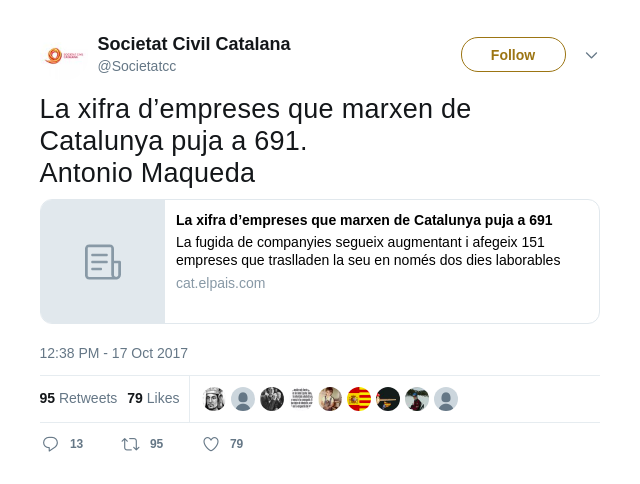 Societat Civil Catalana
@Societatcc
Follow
La xifra d’empreses que marxen de
Catalunya puja a 691.
Antonio Maqueda
La xifra d’empreses que marxen de Catalunya puja a 691
La fugida de companyies segueix augmentant i afegeix 151
empreses que traslladen la seu en només dos dies laborables
cat.elpais.com
12:38 PM - 17 Oct 2017
95 Retweets 79 Likes
13 95 79